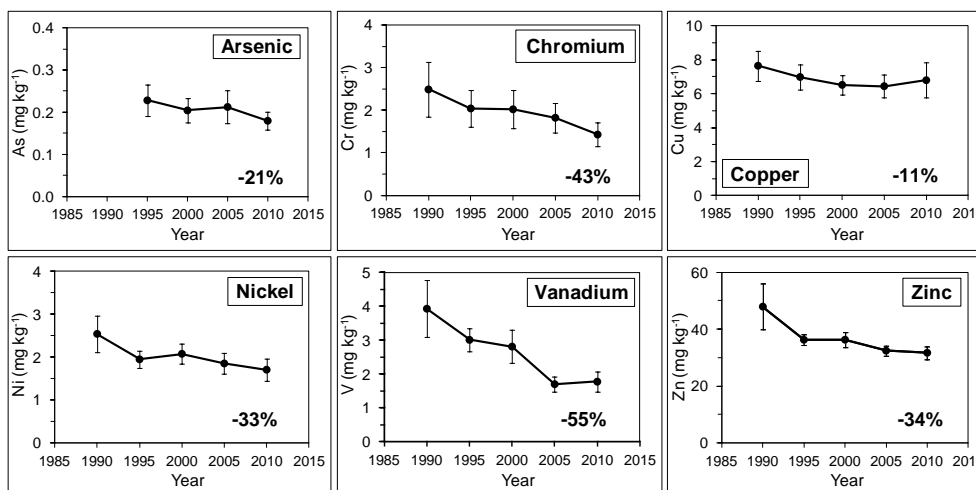 Arsenic
As (mg kg-1)
0.4
0.3
0.2
0.1
0.0
-21%
1985 1990 1995 2000 2005 2010 2015
Year
Chromium
Cr (mg kg-1)
4
3
2
1
0
-43%
1985 1990 1995 2000 2005 2010 2015
Year
Cu (mg kg-1)
10
8
6
4
2
0
Copper
-11%
1985 1990 1995 2000 2005 2010 201
Year
Nickel
Ni (mg kg-1)
4
3
2
1
0
-33%
1985 1990 1995 2000 2005 2010 2015
Year
Vanadium
V (mg kg-1)
5
4
3
2
1
0
-55%
1985 1990 1995 2000 2005 2010 2015
Year
Zinc
Zn (mg kg-1)
60
40
20
0
-34%
1985 1990 1995 2000 2005 2010 201
Year